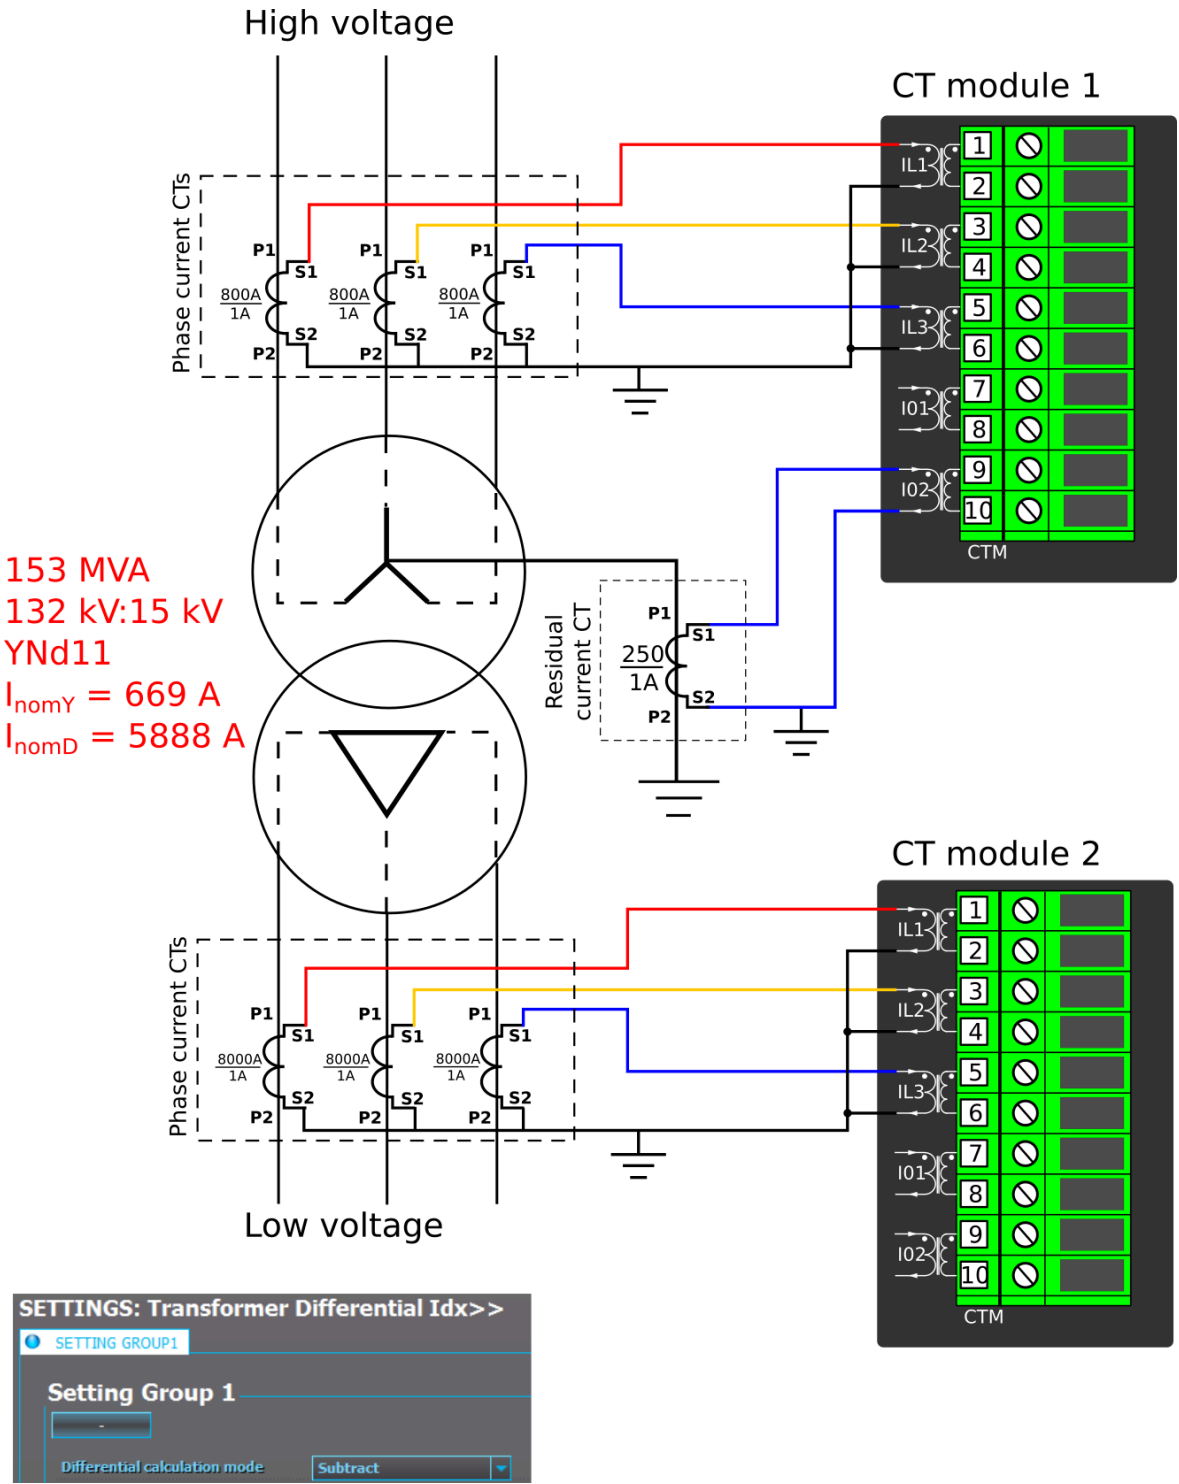 High voltage
CT module 1
Phase current CTs
P1 P1 P1
S1 S1 S1
800A 800A 800A
1A 1A 1A
S2 S2 S2
P2 P2 P2
IL1
1
2
IL2
3
4
IL3
5
6
I01
7
8
I02
9
10
CTM
153 MVA
132 kV:15 kV
YNd11
InomY = 669 A
InomD = 5888 A
Residual
current CT
P1
S1
250
1A
S2
P2
CT module 2
Phase current CTs
P1 P1 P1
S1 S1 S1
8000A 8000A 8000A
1A 1A 1A
S2 S2 S2
P2 P2 P2
IL1
1
2
IL2
3
4
IL3
5
6
I01
7
8
I02
9
10
CTM
Low voltage
SETTINGS: Transformer Differential Idx>>
SETTING GROUP1
Setting Group 1
-
Differential calculation mode Subtract